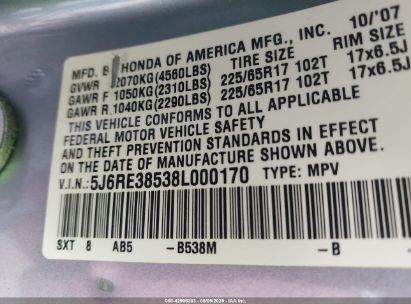 MFD. BY HONDA OF AMERICA MFG., INC. 10/'07
GVWR 2070KG(4560LBS) TIRE SIZE RIM SIZE
GAWR F 1050KG(2310LBS) 225/65R17 102T 17x6.5J
GAWR R 1040KG(2290LBS) 225/65R17 102T 17x6.5J
THIS VEHICLE CONFORMS TO ALL APPLICABLE
FEDERAL MOTOR VEHICLE SAFETY
AND THEFT PREVENTION STANDARDS IN EFFECT
ON THE DATE OF MANUFACTURE SHOWN ABOVE.
V.I.N.: 5J6RE38538L000170 TYPE: MPV
SXT 8 AB5 –B538M –B –